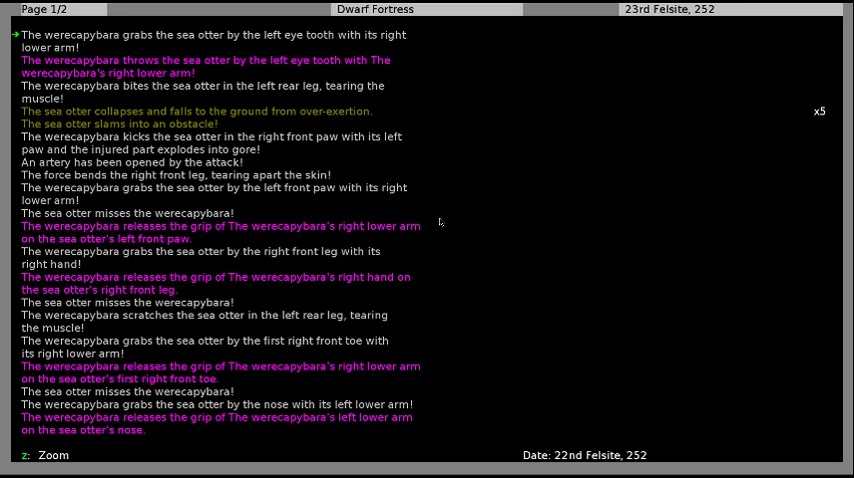 Page 1/2 Dwarf Fortress 23rd Felsite, 252
The werecapybara grabs the sea otter by the left eye tooth with its right
lower arm!
The werecapybara throws the sea otter by the left eye tooth with The
werecapybara's right lower arm!
The werecapybara bites the sea otter in the left rear leg, tearing the
muscle!
The sea otter collapses and falls to the ground from over-exertion. x5
The sea otter slams into an obstacle!
The werecapybara kicks the sea otter in the right front paw with its left
paw and the injured part explodes into gore!
An artery has been opened by the attack!
The force bends the right front leg, tearing apart the skin!
The werecapybara grabs the sea otter by the left front paw with its right
lower arm!
The sea otter misses the werecapybara!
The werecapybara releases the grip of The werecapybara's right lower arm
on the sea otter's left front paw.
The werecapybara grabs the sea otter by the right front leg with its
right hand!
The werecapybara releases the grip of The werecapybara's right hand on
the sea otter's right front leg.
The sea otter misses the werecapybara!
The werecapybara scratches the sea otter in the left rear leg, tearing
the muscle!
The werecapybara grabs the sea otter by the first right front toe with
its right lower arm!
The werecapybara releases the grip of The werecapybara's right lower arm
on the sea otter's first right front toe.
The sea otter misses the werecapybara!
The werecapybara grabs the sea otter by the nose with its left lower arm!
The werecapybara releases the grip of The werecapybara's left lower arm
on the sea otter's nose.
z: Zoom Date: 22nd Felsite, 252